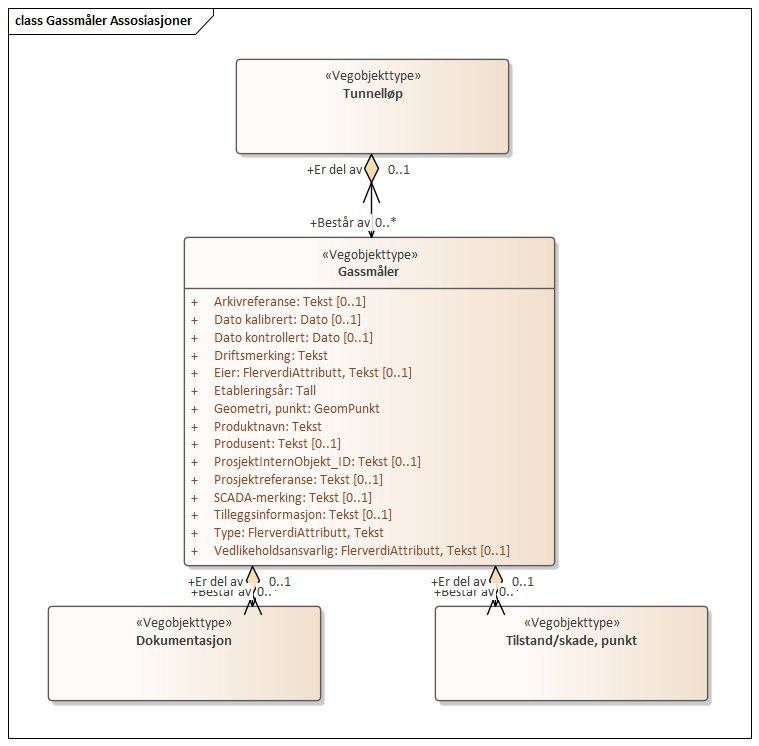 class Gassmåler Assosiasjoner
«Vegobjekttype»
Tunnelløp
+Er del av 0..1
+Består av 0..*
«Vegobjekttype»
Gassmåler
+ Arkivreferanse: Tekst [0..1]
+ Dato kalibrert: Dato [0..1]
+ Dato kontrollert: Dato [0..1]
+ Driftsmerking: Tekst
+ Eier: FlerverdiAttributt, Tekst [0..1]
+ Etableringsår: Tall
+ Geometri, punkt: GeomPunkt
+ Produktnavn: Tekst
+ Produsent: Tekst [0..1]
+ ProsjektInternObjekt_ID: Tekst [0..1]
+ Prosjektreferanse: Tekst [0..1]
+ SCADA-merking: Tekst [0..1]
+ Tilleggsinformasjon: Tekst [0..1]
+ Type: FlerverdiAttributt, Tekst
+ Vedlikeholdsansvarlig: FlerverdiAttributt, Tekst [0..1]
+Er del av 0..1
+Består av 0..*
«Vegobjekttype»
Dokumentasjon
+Er del av 0..1
+Består av 0..*
«Vegobjekttype»
Tilstand/skade, punkt